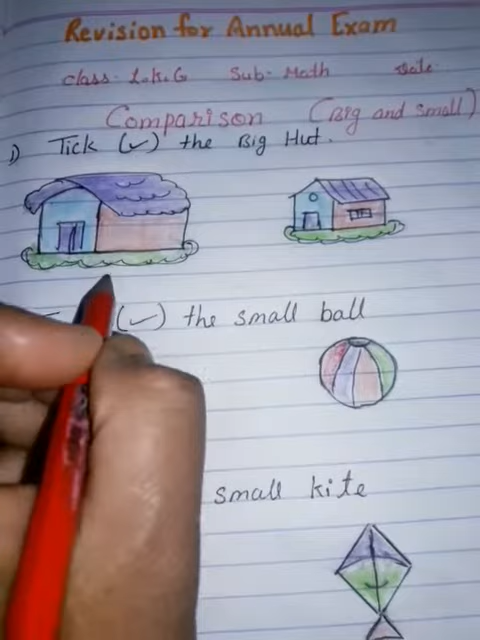 Revision for Annual Exam
class- L.K.G Sub- Math Date
Comparison (Big and small)
1) Tick (✓) the Big Hut.
(✓) the small ball
small kite